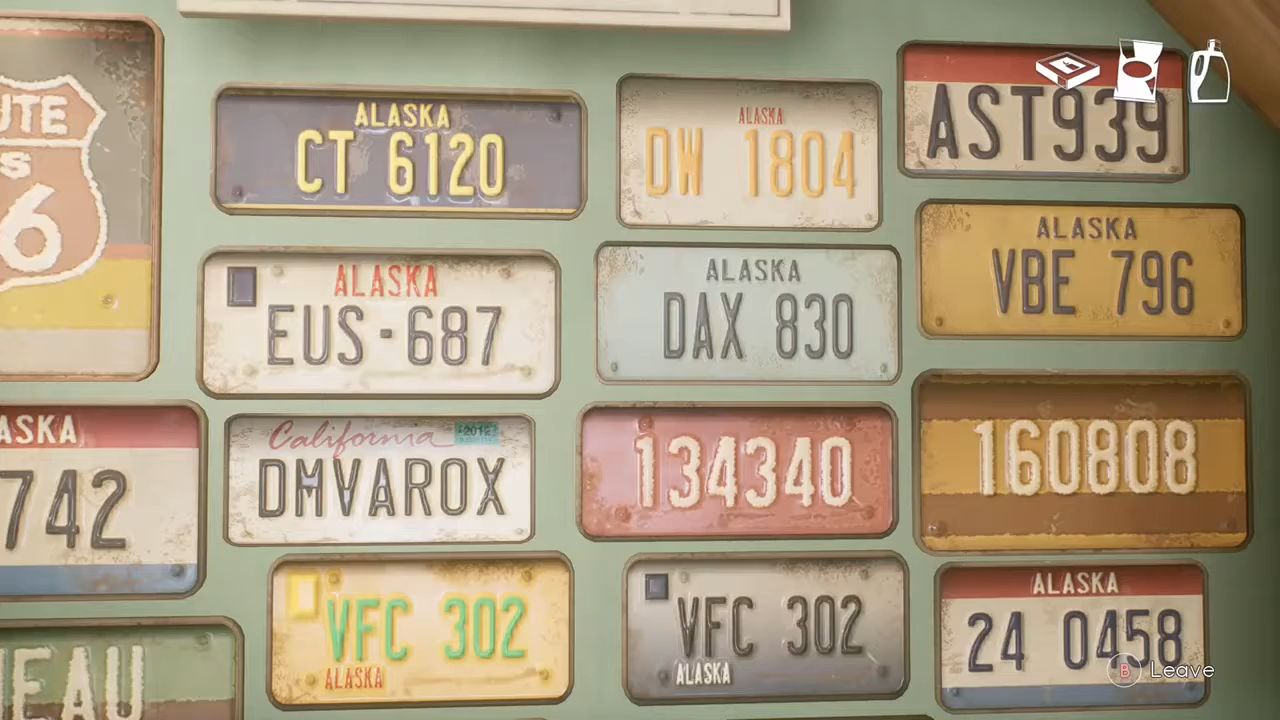 UTE
S
6
ALASKA
CT 6120
ALASKA
DW 1804
AST939
ALASKA
EUS·687
ALASKA
DAX 830
ALASKA
VBE 796
ASKA
742
California
2012
DMVAROX
134340
160808
EAU
VFC 302
ALASKA
VFC 302
ALASKA
ALASKA
24 0458
B Leave